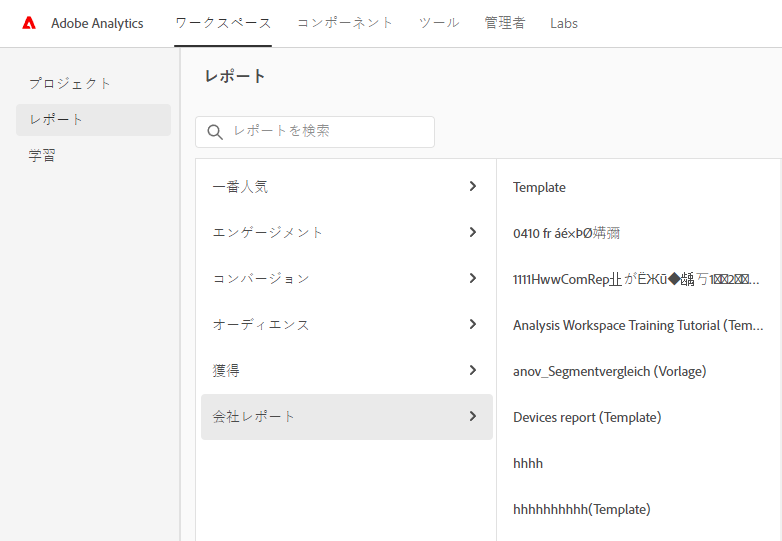 Adobe Analytics ワークスペース コンポーネント ツール 管理者 Labs
プロジェクト
レポート
学習
レポート
レポートを検索
一番人気
エンゲージメント
コンバージョン
オーディエンス
獲得
会社レポート
Template
0410 fr áé×ÞØ媾彌
Analysis Workspace Training Tutorial (Tem...
anov_Segmentvergleich (Vorlage)
Devices report (Template)
hhhh
hhhhhhhhhh(Template)